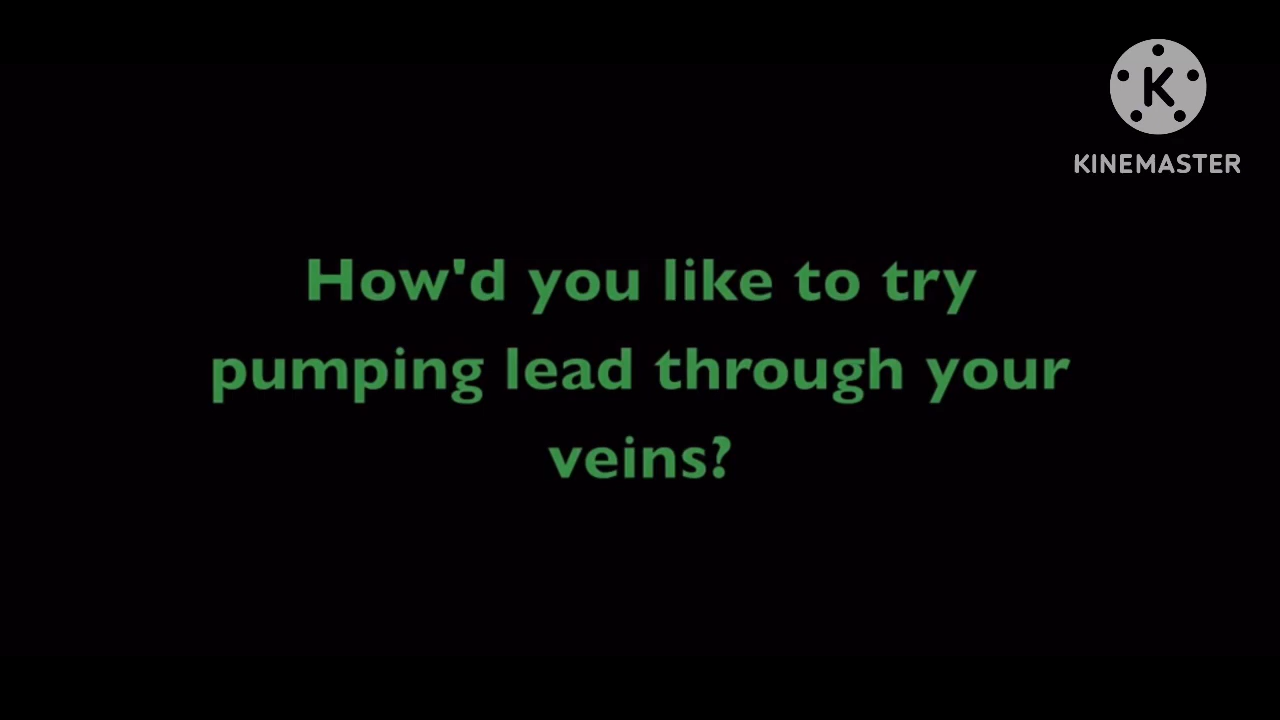 K
KINEMASTER
How'd you like to try
pumping lead through your
veins?